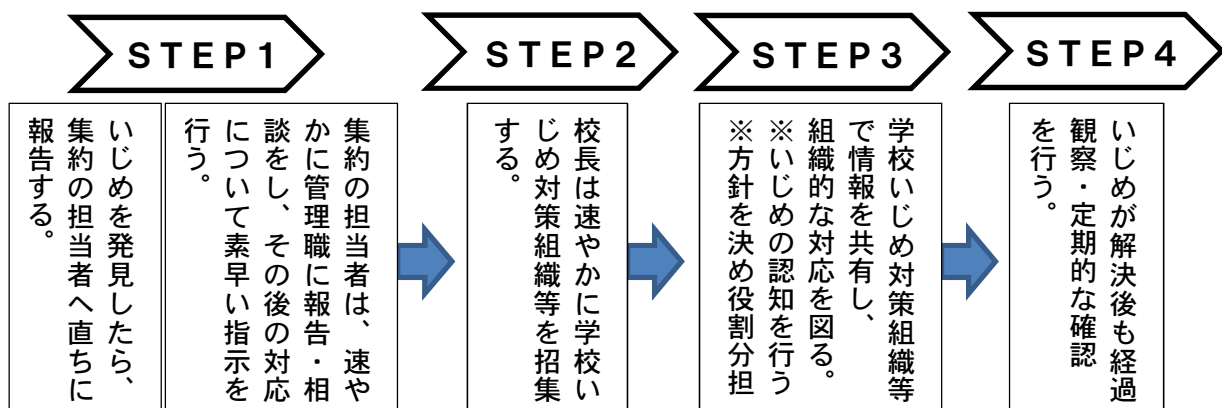 STEP1
いじめを発見したら、
集約の担当者へ直ちに
報告する。
集約の担当者は、速や
かに管理職に報告・相
談をし、その後の対応
について素早い指示を
行う。
STEP2
校長は速やかに学校い
じめ対策組織等を招集
する。
STEP3
学校いじめ対策組織等
で情報を共有し、
組織的な対応を図る。
※いじめの認知を行う
※方針を決め役割分担
STEP4
いじめが解決後も経過
観察・定期的な確認
を行う。